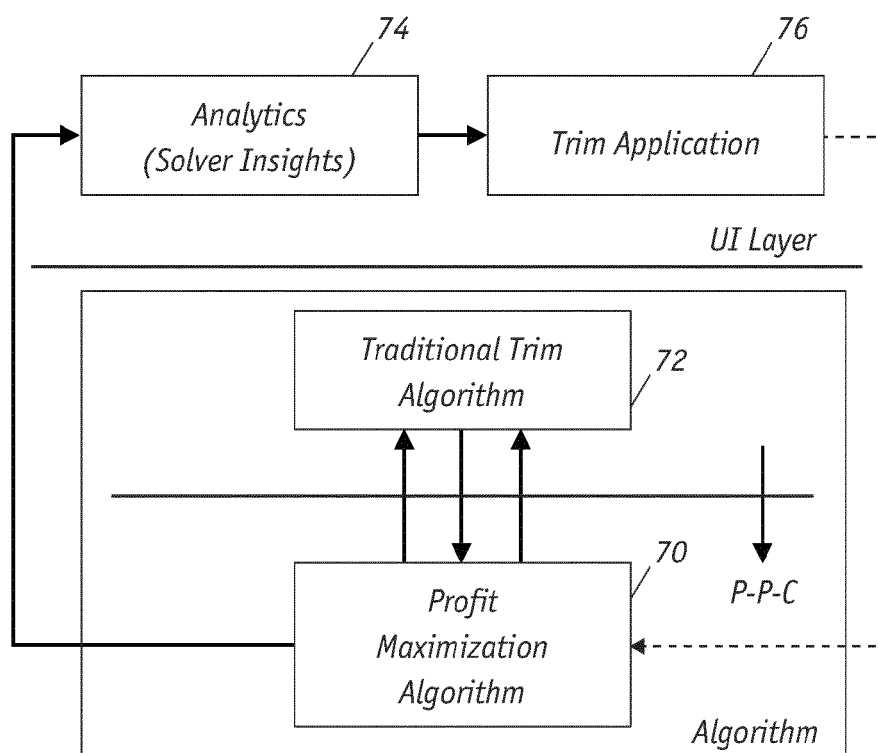 74
76
Analytics
(Solver Insights)
Trim Application
UI Layer
Traditional Trim
Algorithm
72
70
Profit
Maximization
Algorithm
P-P-C
Algorithm